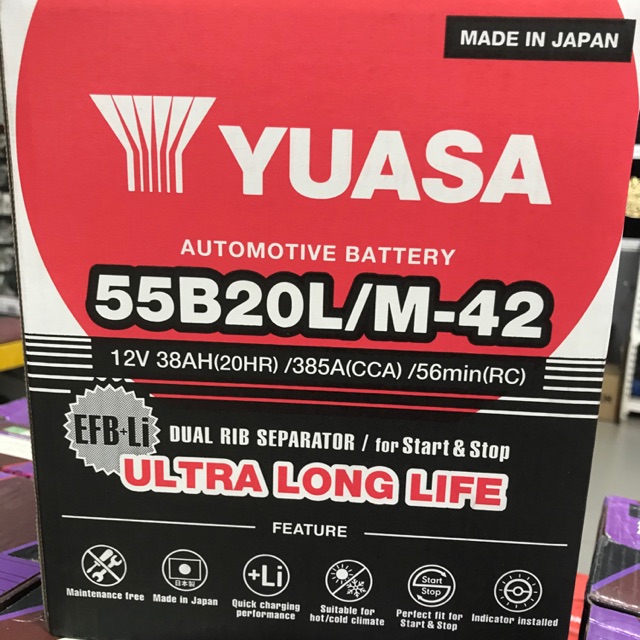 MADE IN JAPAN
YUASA
AUTOMOTIVE BATTERY
55B20L/M-42
12V 38AH(20HR) /385A(CCA) /56min(RC)
EFB+Li
DUAL RIB SEPARATOR / for Start & Stop
ULTRA LONG LIFE
FEATURE
日本製
+Li
Start
Stop
Maintenance free
Made in Japan
Quick charging
performance
Suitable for
hot/cold climate
Perfect fit for
Start & Stop
Indicator installed